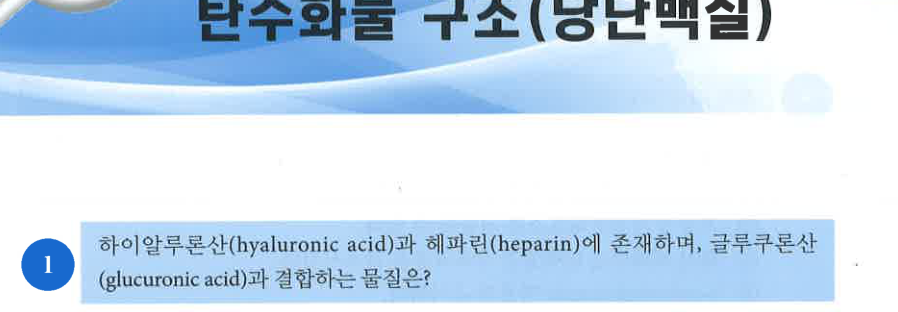 탄수화물 구조(당단백질)
1
하이알루론산(hyaluronic acid)과 헤파린(heparin)에 존재하며, 글루쿠론산
(glucuronic acid)과 결합하는 물질은?